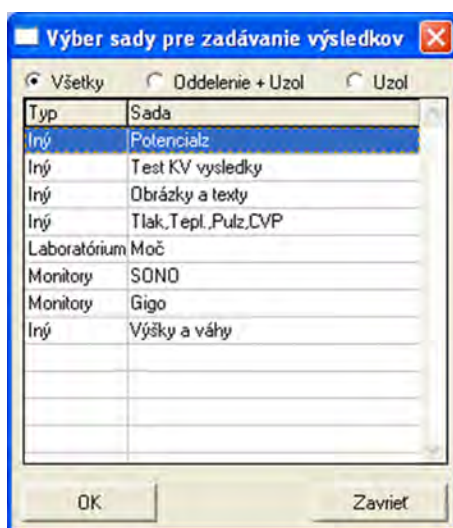 Výber sady pre zadávanie výsledkov
Všetky Oddelenie + Uzol Uzol
Typ Sada
Iný Potencialz
Iný Test KV vysledky
Iný Obrázky a texty
Iný Tlak,Tepl.,Pulz,CVP
Laboratórium Moč
Monitory SONO
Monitory Gigo
Iný Výšky a váhy
OK Zavrieť